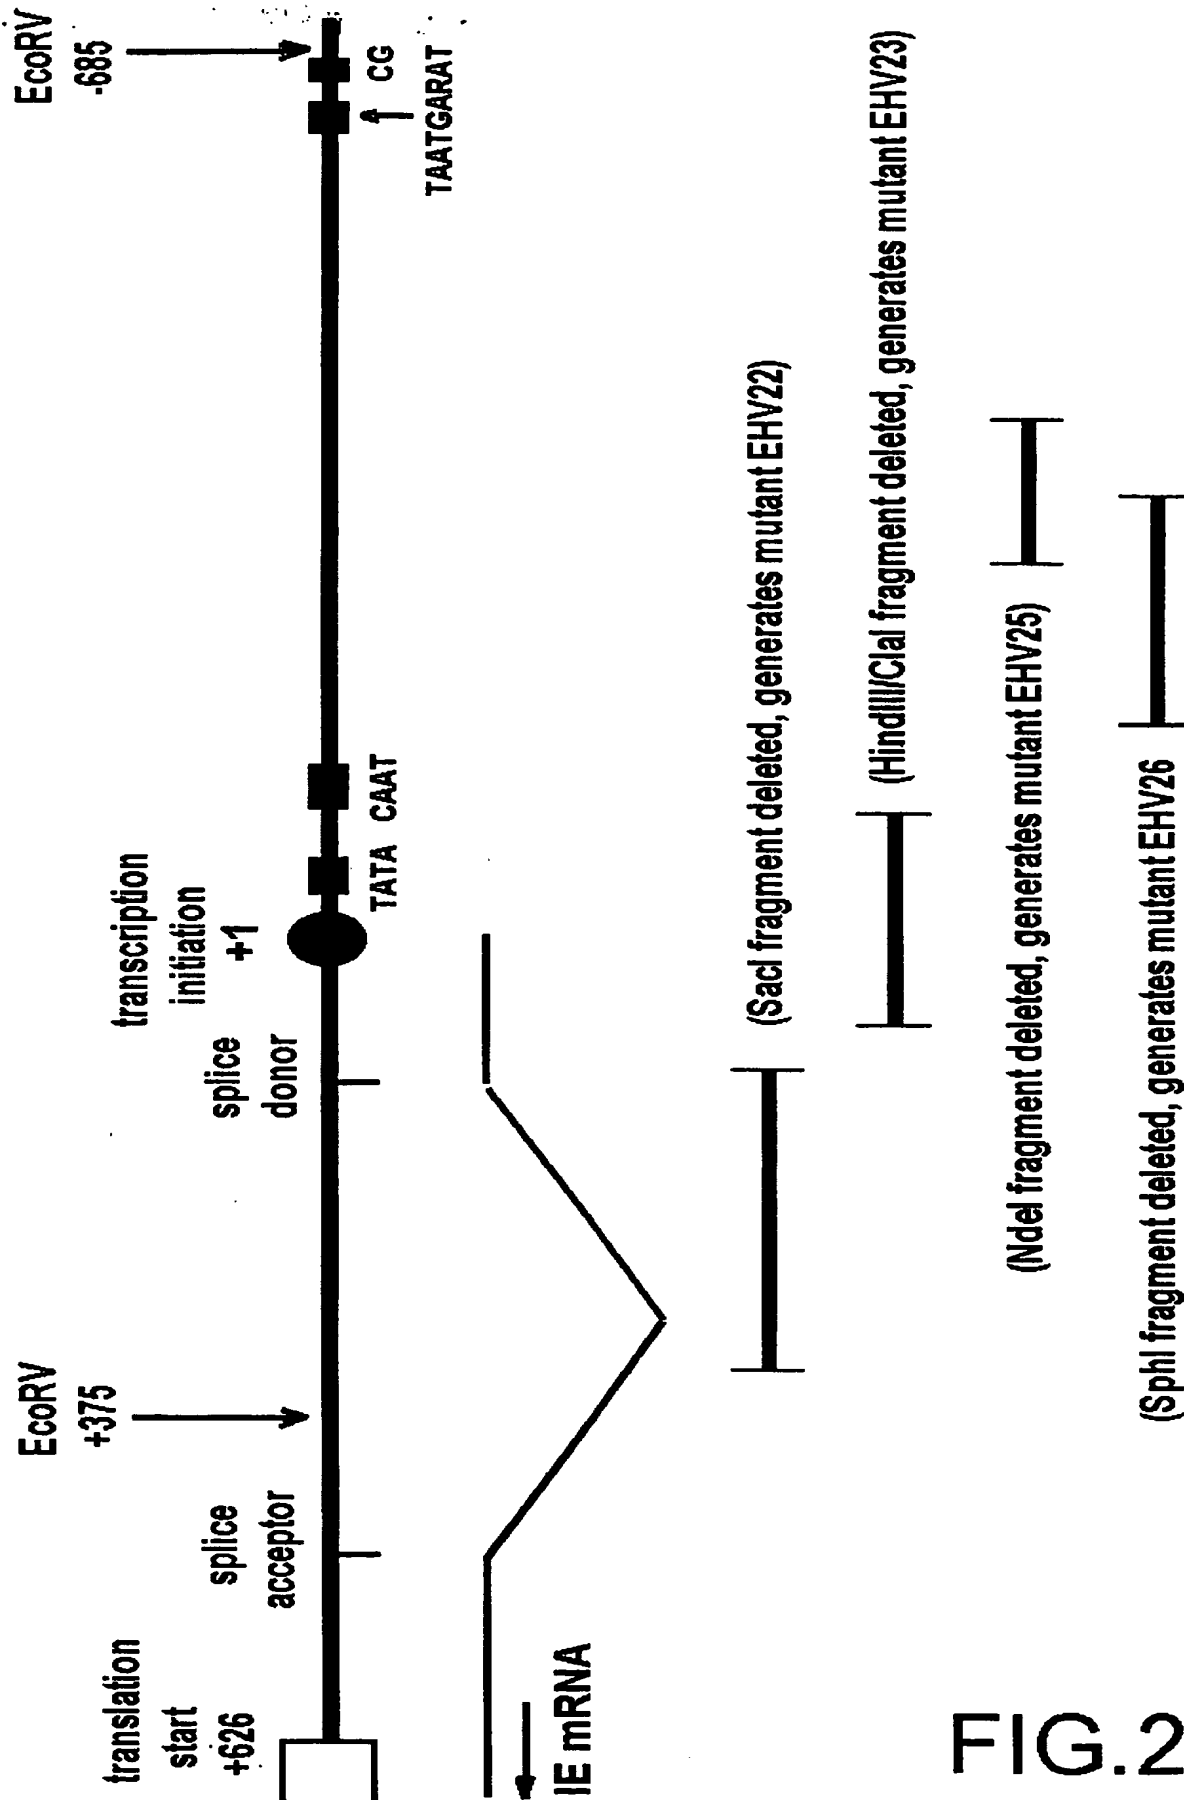 translation
start
+626
splice
acceptor
EcoRV
+375
splice
donor
transcription
initiation
+1
EcoRV
-685
TATA CAAT
CG
TAATGARAT
IE mRNA
(SacI fragment deleted, generates mutant EHV22)
(HindIII/ClaI fragment deleted, generates mutant EHV23)
(NdeI fragment deleted, generates mutant EHV25)
(SphI fragment deleted, generates mutant EHV26
FIG.2